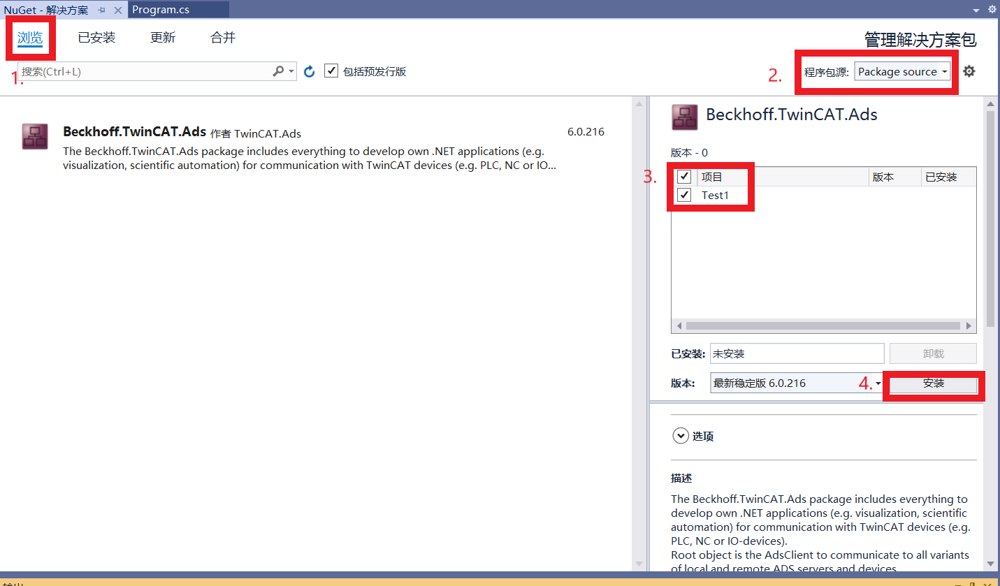 NuGet - 解决方案
Program.cs
浏览
已安装
更新
合并
管理解决方案包
1.
搜索(Ctrl+L)
包括预发行版
2.
程序包源: Package source
Beckhoff.TwinCAT.Ads 作者 TwinCAT.Ads
6.0.216
The Beckhoff.TwinCAT.Ads package includes everything to develop own .NET applications (e.g.
visualization, scientific automation) for communication with TwinCAT devices (e.g. PLC, NC or IO...
Beckhoff.TwinCAT.Ads
版本 - 0
3.
项目
版本
已安装
Test1
已安装: 未安装
卸载
版本: 最新稳定版 6.0.216
4.
安装
选项
描述
The Beckhoff.TwinCAT.Ads package includes everything to
develop own .NET applications (e.g. visualization, scientific
automation) for communication with TwinCAT devices (e.g.
PLC, NC or IO-devices).
Root object is the AdsClient to communicate to all variants
of local and remote ADS servers and devices.